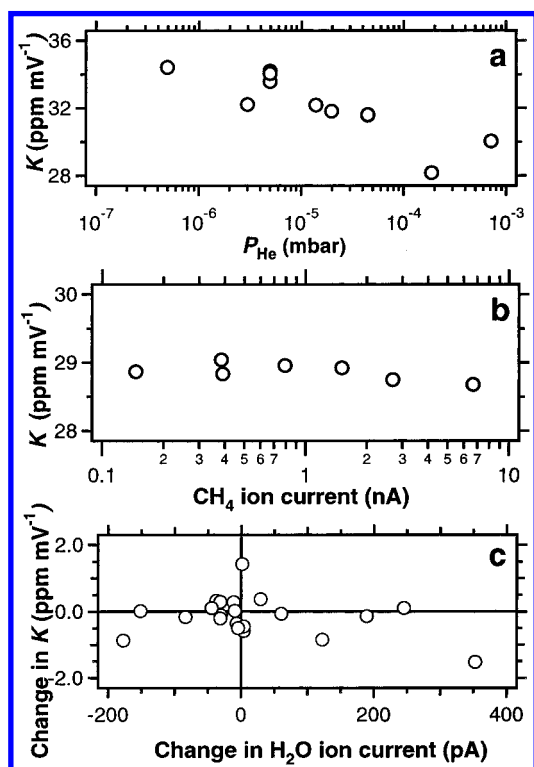 a
36
32
28
K (ppm mV-1)
10-7 10-6 10-5 10-4 10-3
PHe (mbar)
b
30
29
28
K (ppm mV-1)
0.1 2 3 4 5 6 7 1 2 3 4 5 6 7 10
CH4 ion current (nA)
c
2.0
0.0
-2.0
Change in K (ppm mV-1)
-200 0 200 400
Change in H2O ion current (pA)